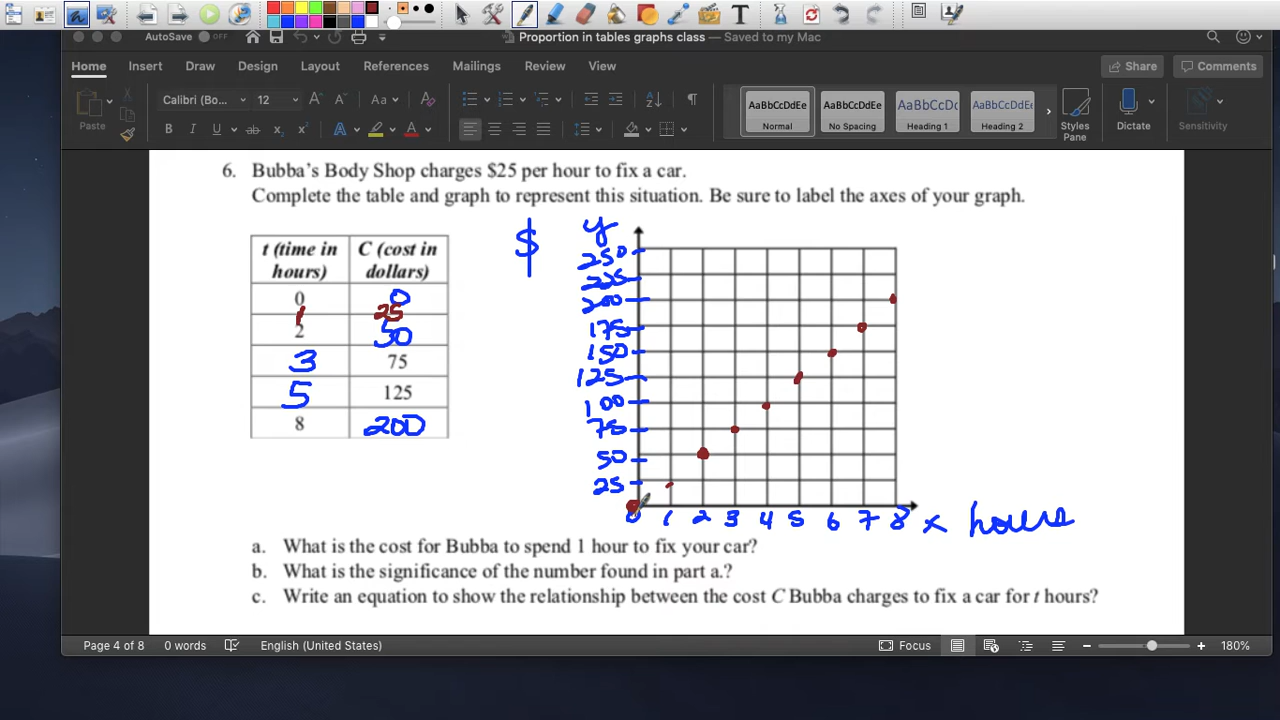 AutoSave OFF
Proportion in tables graphs class — Saved to my Mac
Home Insert Draw Design Layout References Mailings Review View Share Comments
Paste
Calibri (Bo... 12 Aa
AaBbCcDdEe Normal
AaBbCcDdEe No Spacing
AaBbCcDc Heading 1
AaBbCcDdEe Heading 2
Styles Pane
Dictate
Sensitivity
6. Bubba's Body Shop charges $25 per hour to fix a car.
Complete the table and graph to represent this situation. Be sure to label the axes of your graph.
t (time in hours) C (cost in dollars)
0 0
1 25
2 50
3 75
5 125
8 200
$ y
250
225
200
175
150
125
100
75
50
25
0 1 2 3 4 5 6 7 8 x hours
a. What is the cost for Bubba to spend 1 hour to fix your car?
b. What is the significance of the number found in part a.?
c. Write an equation to show the relationship between the cost C Bubba charges to fix a car for t hours?
Page 4 of 8 0 words English (United States) Focus 180%